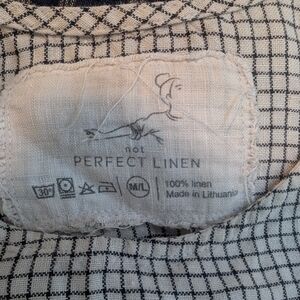 not
PERFECT LINEN
30°
M/L
100% linen
Made in Lithuania